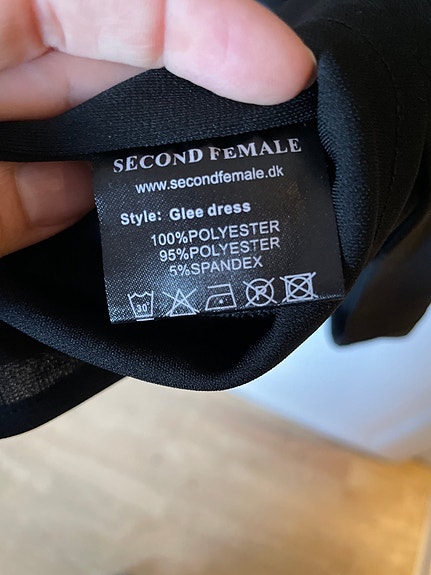 SECOND FEMALE
www.secondfemale.dk
Style: Glee dress
100%POLYESTER
95%POLYESTER
5%SPANDEX
30°
P